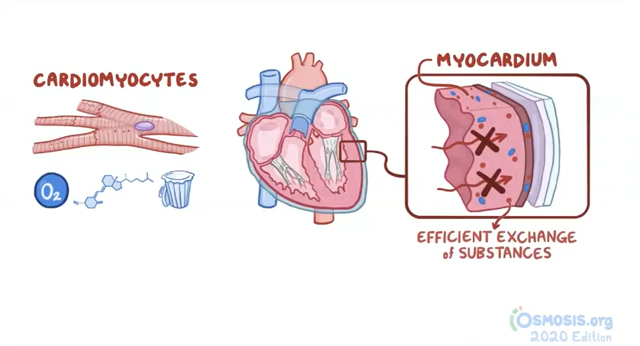 CARDIOMYOCYTES
O₂
MYOCARDIUM
EFFICIENT EXCHANGE
of SUBSTANCES
OSMOSIS.org
2020 Edition